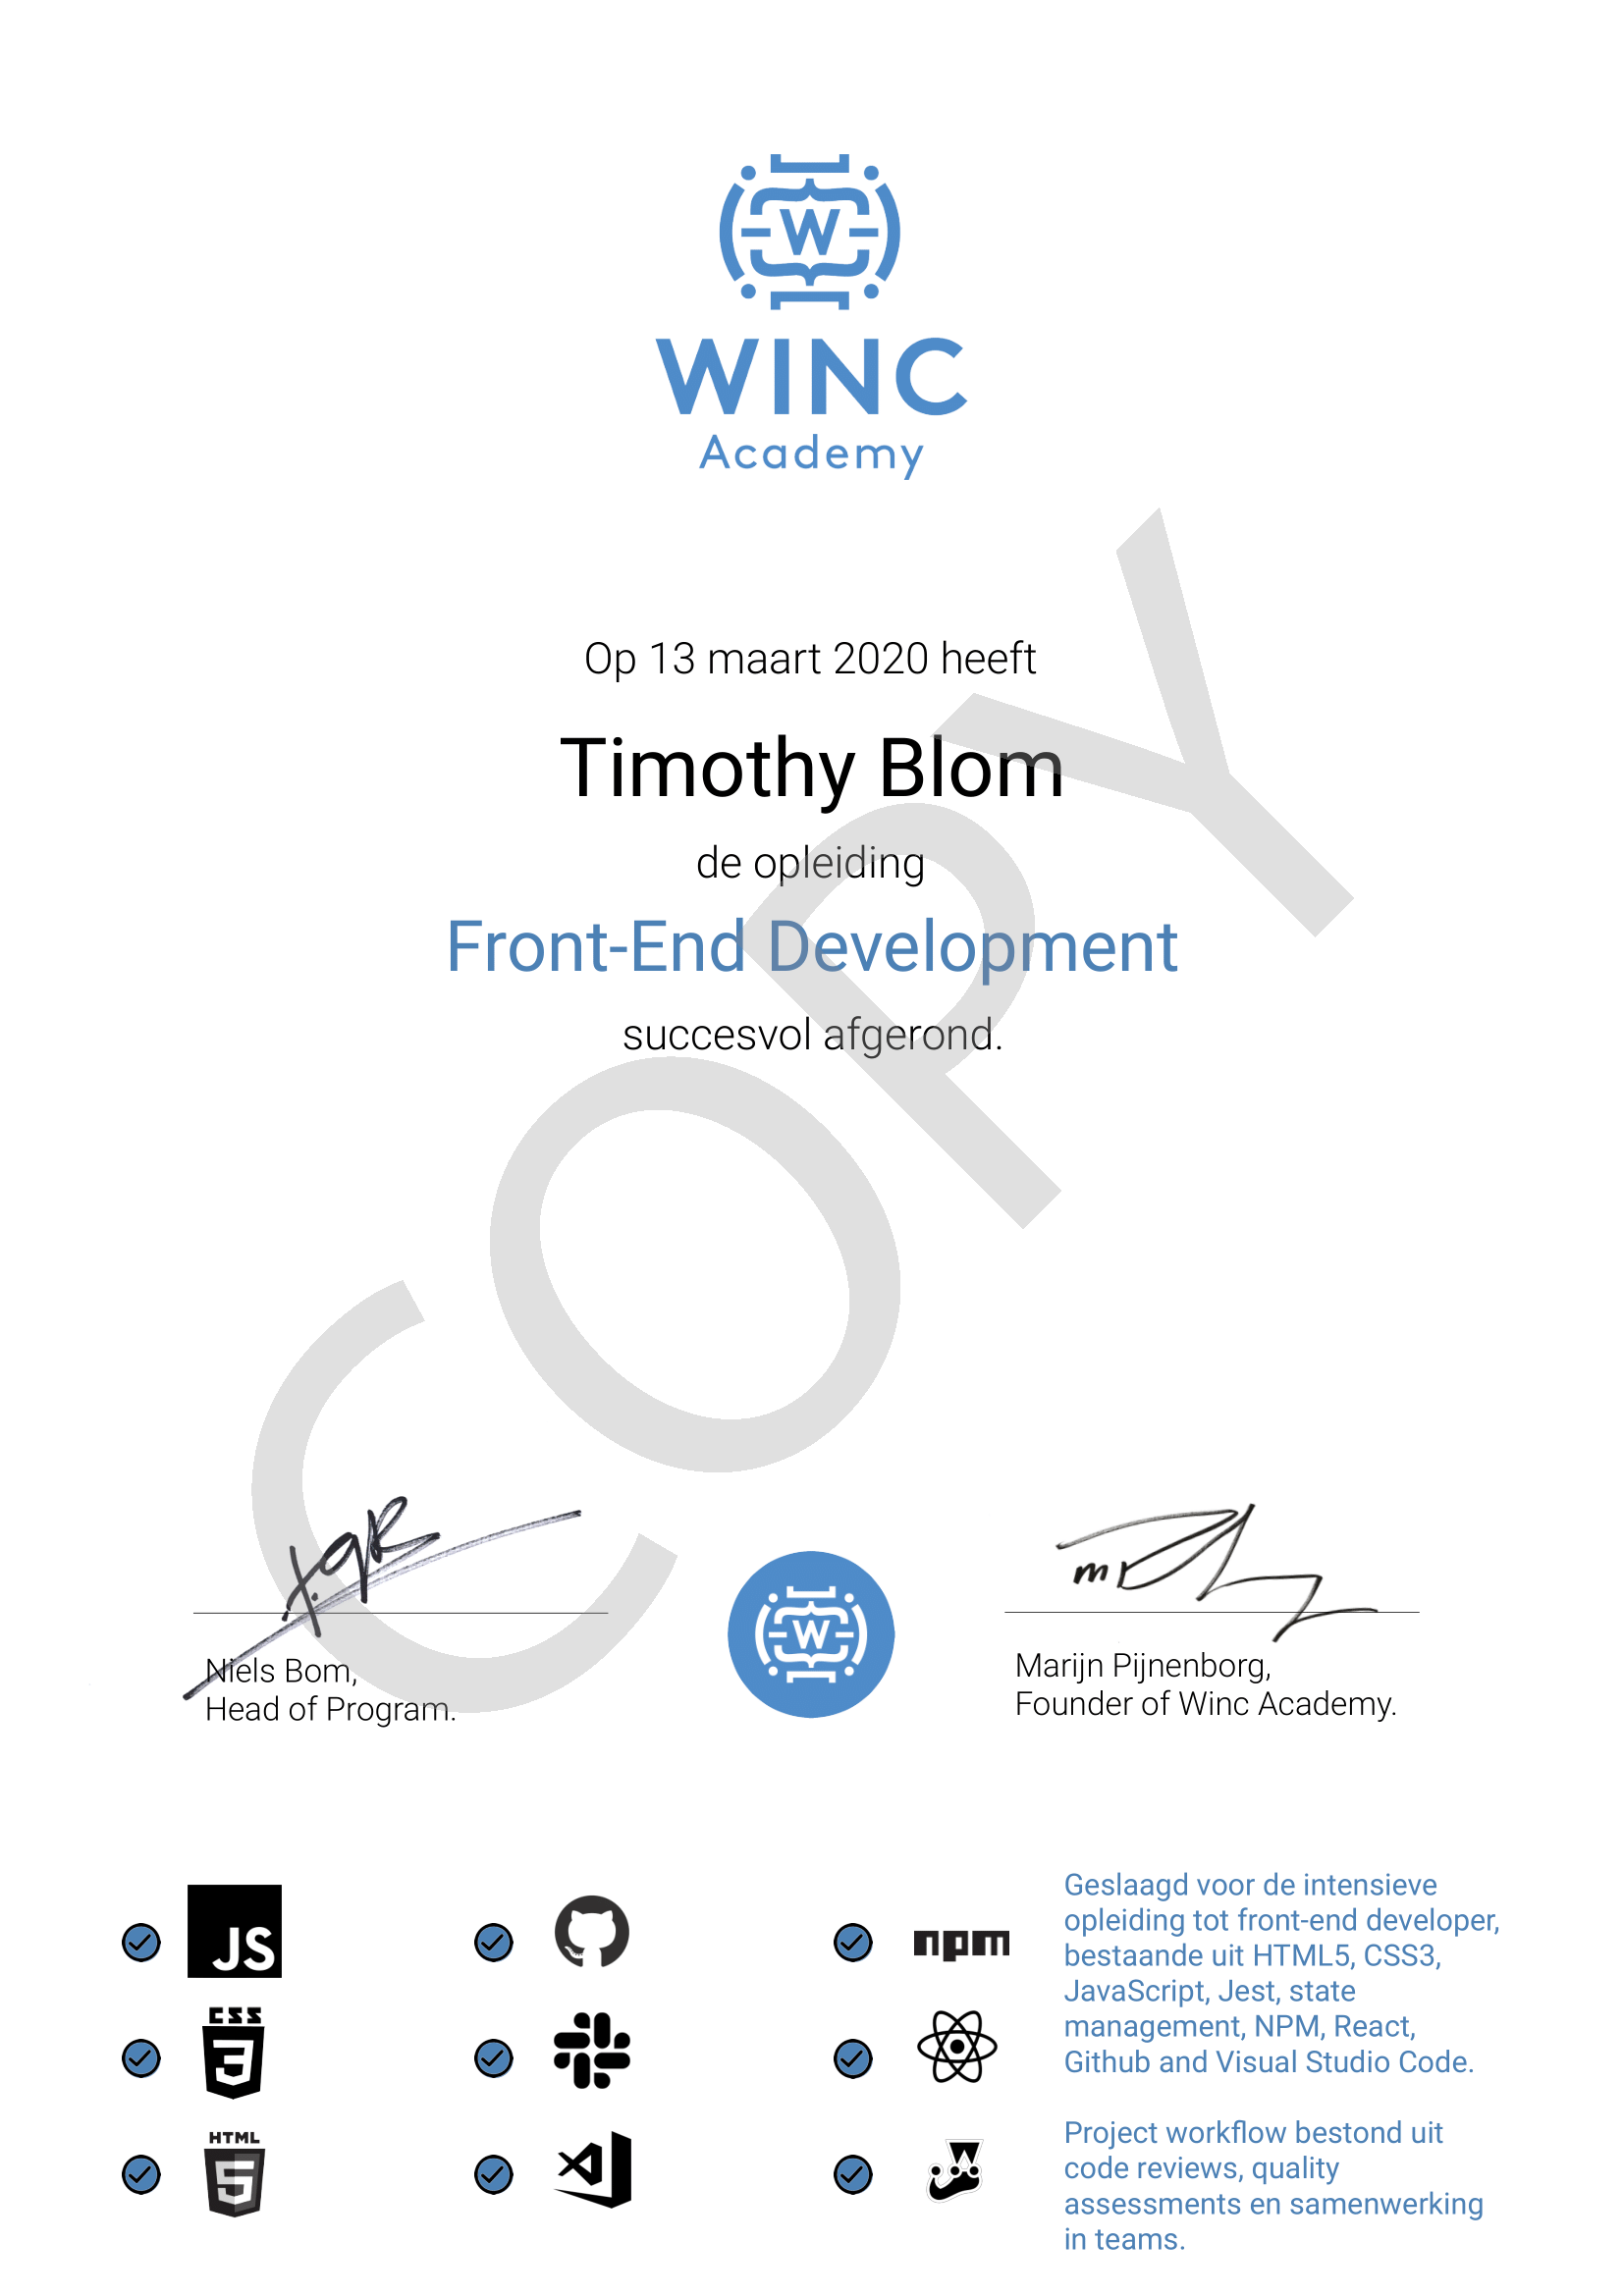 W
WINC
Academy
Op 13 maart 2020 heeft
Timothy Blom
de opleiding
Front-End Development
succesvol afgerond.
COPY
Niels Bom,
Head of Program.
W
Marijn Pijnenborg,
Founder of Winc Academy.
JS
npm
CSS
3
HTML
5
Geslaagd voor de intensieve
opleiding tot front-end developer,
bestaande uit HTML5, CSS3,
JavaScript, Jest, state
management, NPM, React,
Github and Visual Studio Code.
Project workflow bestond uit
code reviews, quality
assessments en samenwerking
in teams.